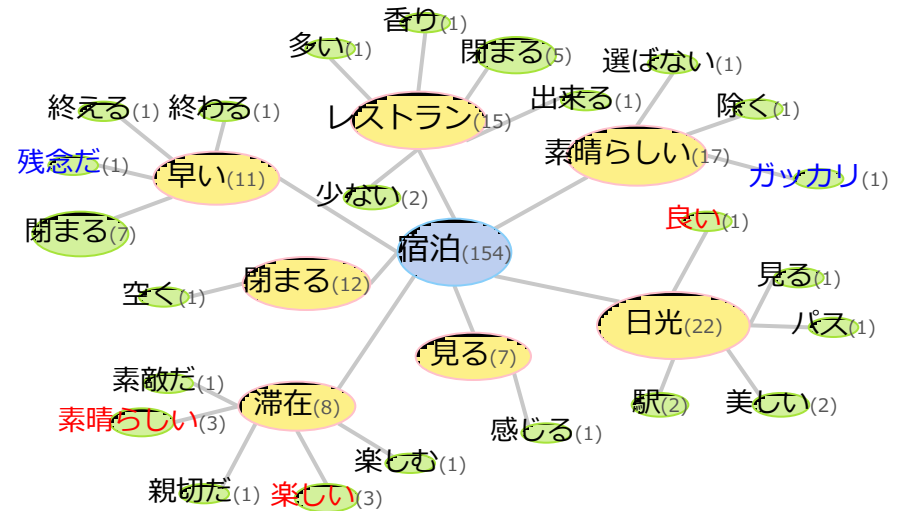 香り(1)
多い(1)
閉まる(5)
選ばない(1)
終える(1)
終わる(1)
レストラン(15)
出来る(1)
除く(1)
残念だ(1)
早い(11)
素晴らしい(17)
ガッカリ(1)
少ない(2)
閉まる(7)
宿泊(154)
良い(1)
空く(1)
閉まる(12)
見る(1)
日光(22)
パス(1)
見る(7)
素敵だ(1)
素晴らしい(3)
滞在(8)
駅(2)
美しい(2)
感じる(1)
楽しむ(1)
親切だ(1)
楽しい(3)